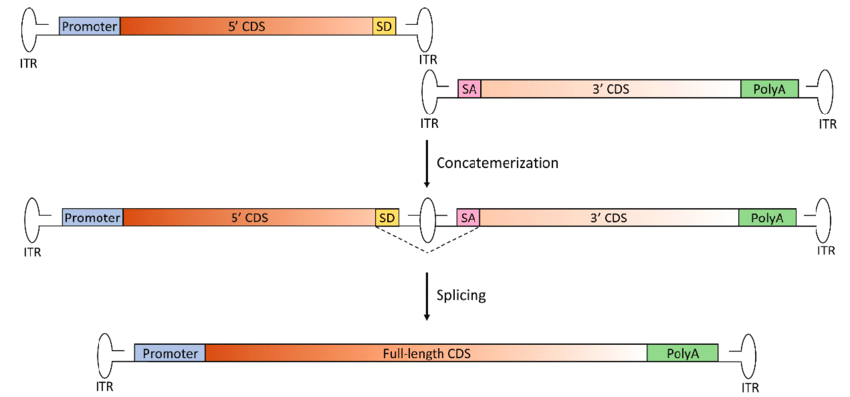 Promoter 5’ CDS SD
ITR ITR
SA 3’ CDS PolyA
ITR ITR
Concatemerization
Promoter 5’ CDS SD SA 3’ CDS PolyA
ITR ITR
Splicing
Promoter Full-length CDS PolyA
ITR ITR